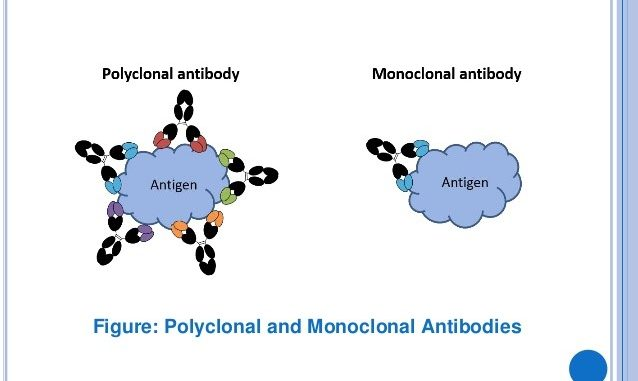 Polyclonal antibody
Monoclonal antibody
Antigen
Antigen
Figure: Polyclonal and Monoclonal Antibodies